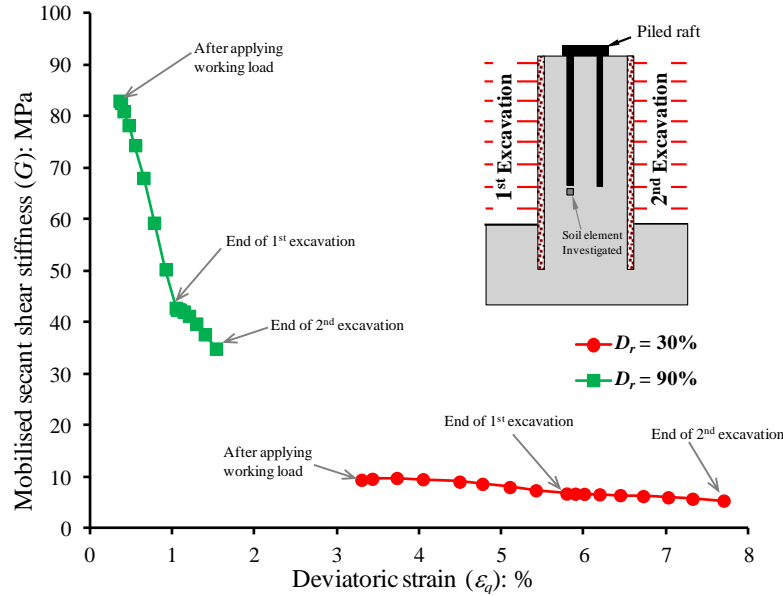 Mobilised secant shear stiffness (G): MPa
90
80
70
60
50
40
30
20
10
0
0 1 2 3 4 5 6 7 8
Deviatoric strain (εq): %
After applying
working load
End of 1st excavation
End of 2nd excavation
After applying
working load
End of 1st excavation
End of 2nd excavation
Piled raft
1st Excavation
2nd Excavation
Soil element
Investigated
Dr = 30%
Dr = 90%